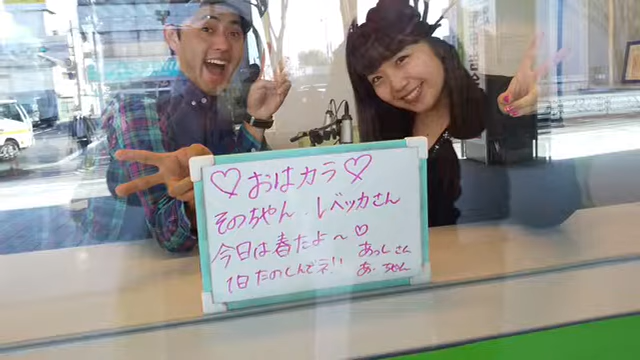 ♡おはカラ♡
そのちゃん レベッカさん
今日は春だよ〜♡
1日たのしんでネ!!
あっし さん
あ・ちゃん